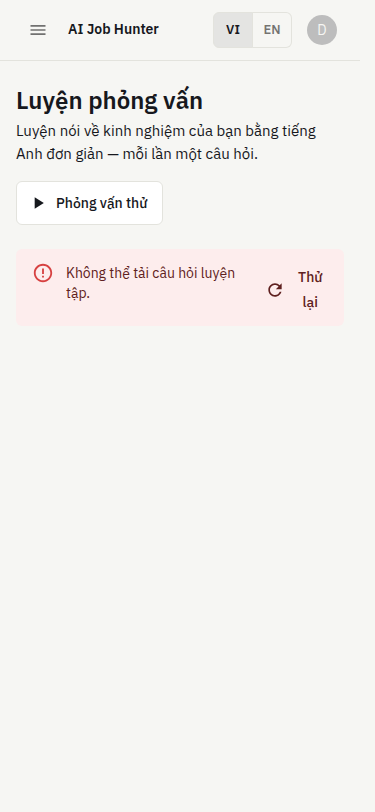 AI Job Hunter
VI
EN
D
Luyện phỏng vấn
Luyện nói về kinh nghiệm của bạn bằng tiếng
Anh đơn giản — mỗi lần một câu hỏi.
Phỏng vấn thử
Không thể tải câu hỏi luyện
tập.
Thử
lại